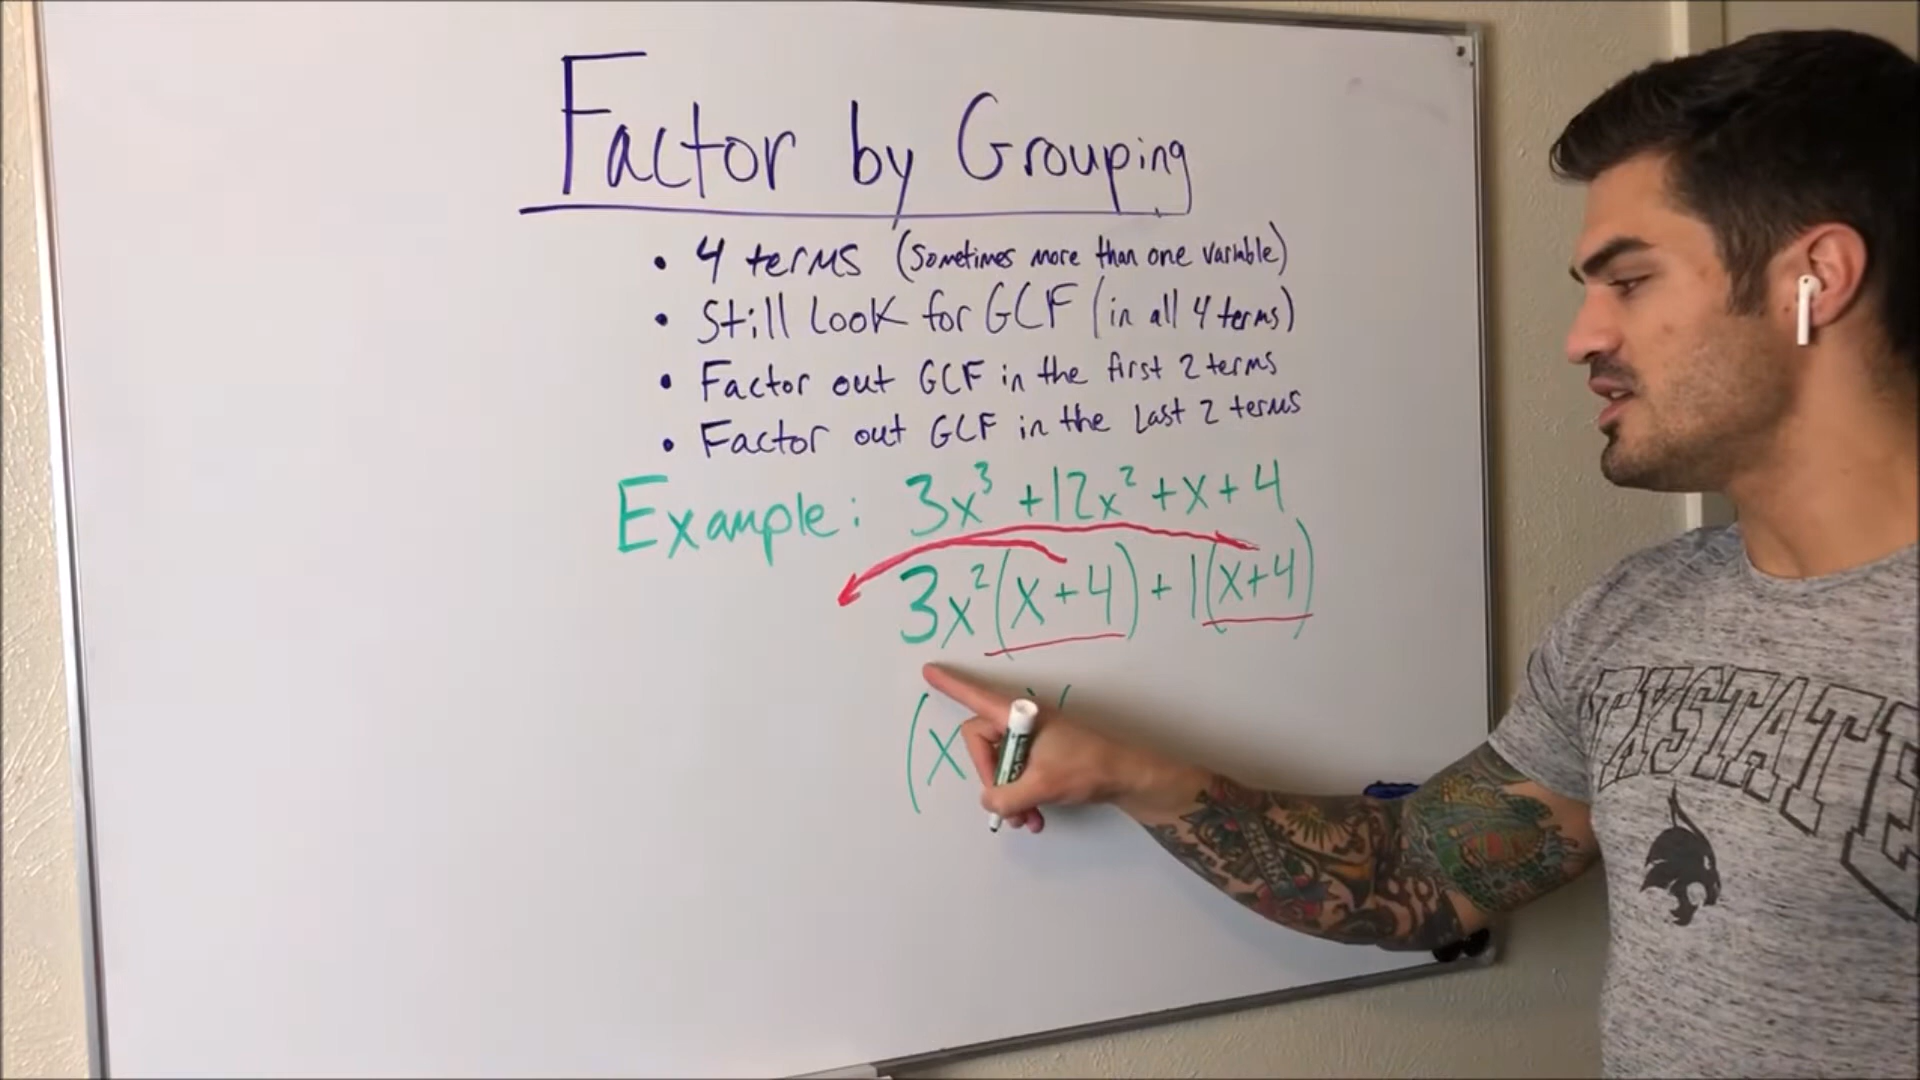 Factor by Grouping
• 4 terms (sometimes more than one variable)
• Still look for GCF (in all 4 terms)
• Factor out GCF in the first 2 terms
• Factor out GCF in the last 2 terms
Example: 3x³ + 12x² + x + 4
3x²(x+4) + 1(x+4)
(x )(
TXSTATE